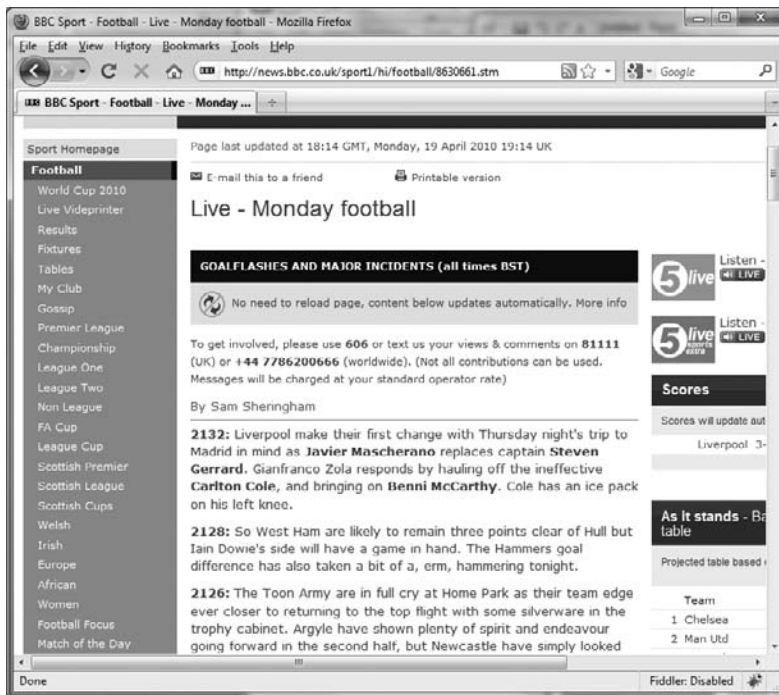 BBC Sport - Football - Live - Monday football - Mozilla Firefox
File Edit View History Bookmarks Tools Help
http://news.bbc.co.uk/sport1/hi/football/8630661.stm
Google
BBC Sport - Football - Live - Monday ...
Sport Homepage
Football
World Cup 2010
Live Videprinter
Results
Fixtures
Tables
My Club
Gossip
Premier League
Championship
League One
League Two
Non League
FA Cup
League Cup
Scottish Premier
Scottish League
Scottish Cups
Welsh
Irish
Europe
African
Women
Football Focus
Match of the Day
Page last updated at 18:14 GMT, Monday, 19 April 2010 19:14 UK
E-mail this to a friend
Printable version
Live - Monday football
GOALFLASHES AND MAJOR INCIDENTS (all times BST)
No need to reload page, content below updates automatically. More info
To get involved, please use 606 or text us your views & comments on 81111
(UK) or +44 7786200666 (worldwide). (Not all contributions can be used.
Messages will be charged at your standard operator rate)
By Sam Sheringham
2132: Liverpool make their first change with Thursday night's trip to
Madrid in mind as Javier Mascherano replaces captain Steven
Gerrard. Gianfranco Zola responds by hauling off the ineffective
Carlton Cole, and bringing on Benni McCarthy. Cole has an ice pack
on his left knee.
2128: So West Ham are likely to remain three points clear of Hull but
Iain Dowie's side will have a game in hand. The Hammers goal
difference has also taken a bit of a, erm, hammering tonight.
2126: The Toon Army are in full cry at Home Park as their team edge
ever closer to returning to the top flight with some silverware in the
trophy cabinet. Argyle have shown plenty of spirit and endeavour
going forward in the second half, but Newcastle have simply looked
5 live
Listen -
LIVE
5 live sports extra
Listen -
LIVE
Scores
Scores will update aut
Liverpool 3-
As it stands - Ba
table
Projected table based
Team
1 Chelsea
2 Man Utd
Done
Fiddler: Disabled